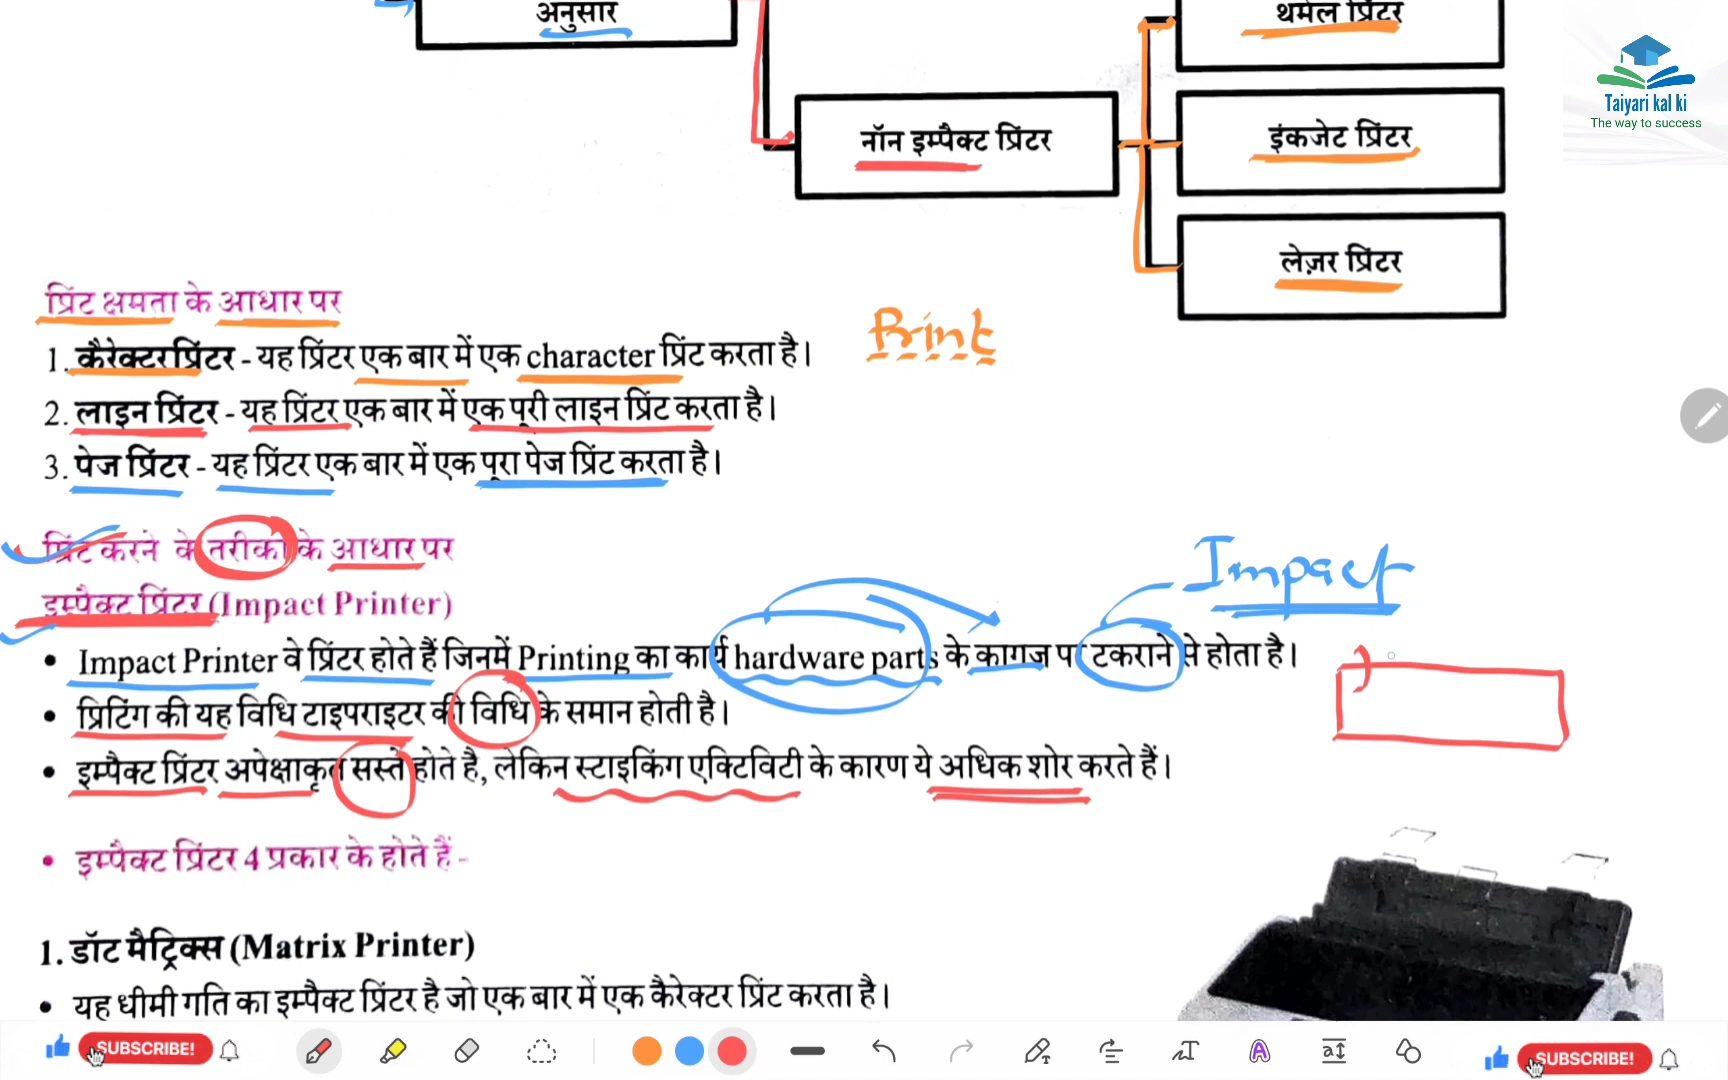 अनुसार
थर्मल प्रिंटर
Taiyari kal ki
The way to success
नॉन इम्पैक्ट प्रिंटर
इंकजेट प्रिंटर
लेज़र प्रिंटर
प्रिंट क्षमता के आधार पर
Print
1. कैरेक्टर प्रिंटर - यह प्रिंटर एक बार में एक character प्रिंट करता है।
2. लाइन प्रिंटर - यह प्रिंटर एक बार में एक पूरी लाइन प्रिंट करता है।
3. पेज प्रिंटर - यह प्रिंटर एक बार में एक पूरा पेज प्रिंट करता है।
प्रिंट करने के तरीका के आधार पर
Impact
इम्पैक्ट प्रिंटर (Impact Printer)
• Impact Printer वे प्रिंटर होते हैं जिनमें Printing का कार्य hardware parts के कागज पर टकराने से होता है।
• प्रिटिंग की यह विधि टाइपराइटर की विधि के समान होती है।
• इम्पैक्ट प्रिंटर अपेक्षाकृत सस्ते होते है, लेकिन स्टाइकिंग एक्टिविटी के कारण ये अधिक शोर करते हैं।
• इम्पैक्ट प्रिंटर 4 प्रकार के होते हैं -
1. डॉट मैट्रिक्स (Matrix Printer)
• यह धीमी गति का इम्पैक्ट प्रिंटर है जो एक बार में एक कैरेक्टर प्रिंट करता है।
SUBSCRIBE!
SUBSCRIBE!